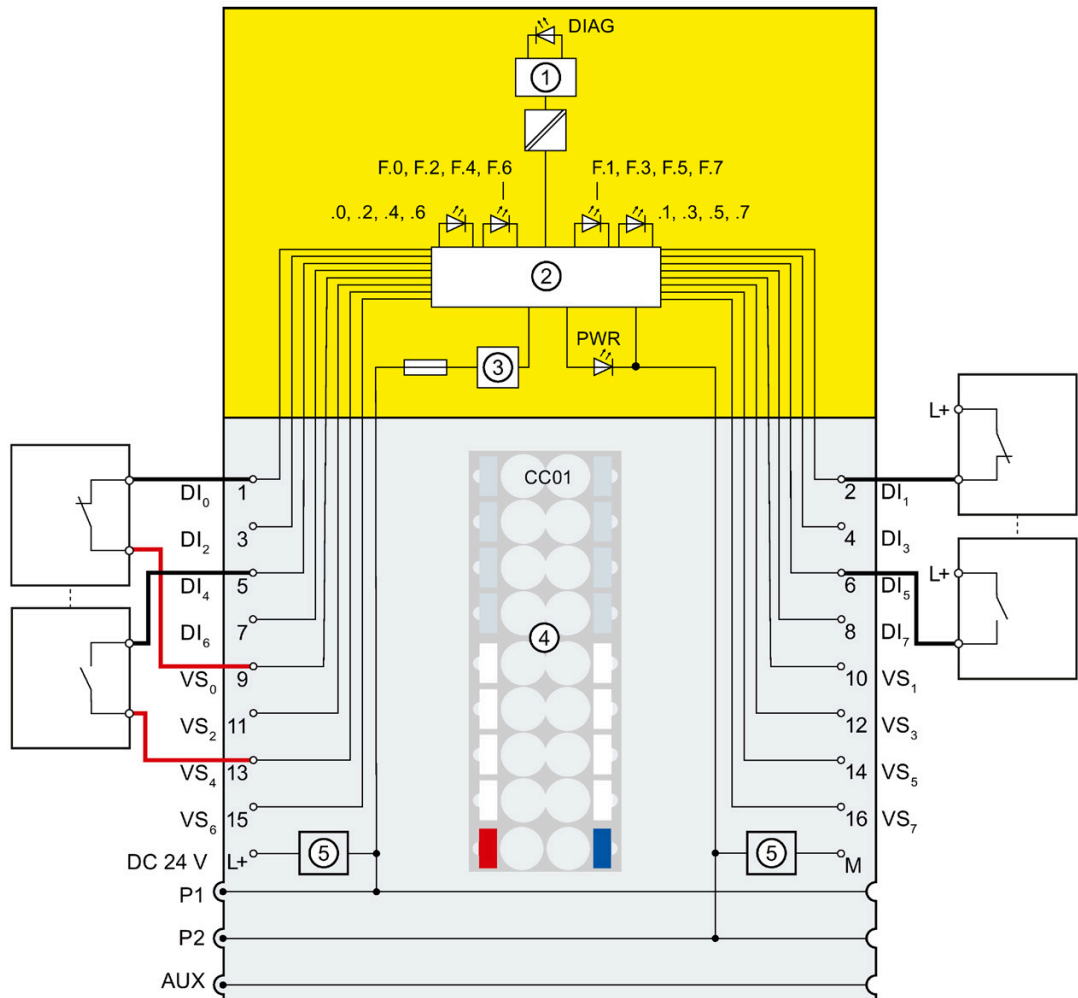 DIAG
①
F.0, F.2, F.4, F.6
F.1, F.3, F.5, F.7
.0, .2, .4, .6
.1, .3, .5, .7
②
PWR
③
L+
CC01
DI₀ 1
2 DI₁
DI₂ 3
4 DI₃
DI₄ 5
6 DI₅
L+
DI₆ 7
8 DI₇
④
VS₀ 9
10 VS₁
VS₂ 11
12 VS₃
VS₄ 13
14 VS₅
VS₆ 15
16 VS₇
DC 24 V L+
⑤
⑤
M
P1
P2
AUX